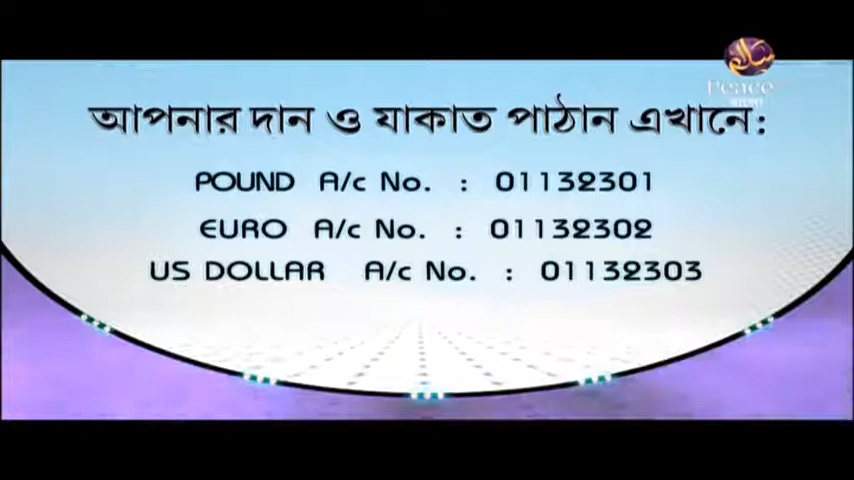 Peace
বাংলা
আপনার দান ও যাকাত পাঠান এখানে:
POUND A/c No. : 01132301
EURO A/c No. : 01132302
US DOLLAR A/c No. : 01132303